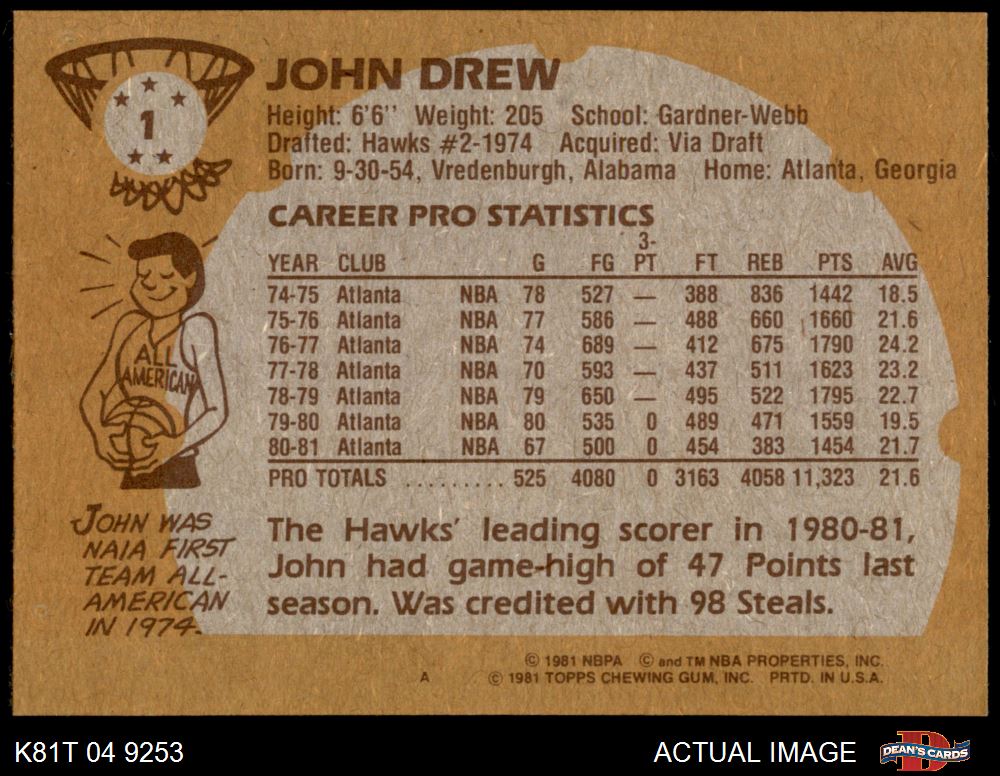 1
JOHN DREW
Height: 6'6'' Weight: 205 School: Gardner-Webb
Drafted: Hawks #2-1974 Acquired: Via Draft
Born: 9-30-54, Vredenburgh, Alabama Home: Atlanta, Georgia
CAREER PRO STATISTICS
YEAR CLUB G FG 3-PT FT REB PTS AVG
74-75 Atlanta NBA 78 527 — 388 836 1442 18.5
75-76 Atlanta NBA 77 586 — 488 660 1660 21.6
76-77 Atlanta NBA 74 689 — 412 675 1790 24.2
77-78 Atlanta NBA 70 593 — 437 511 1623 23.2
78-79 Atlanta NBA 79 650 — 495 522 1795 22.7
79-80 Atlanta NBA 80 535 0 489 471 1559 19.5
80-81 Atlanta NBA 67 500 0 454 383 1454 21.7
PRO TOTALS ......... 525 4080 0 3163 4058 11,323 21.6
ALL
AMERICAN
JOHN WAS
NAIA FIRST
TEAM ALL-
AMERICAN
IN 1974.
The Hawks' leading scorer in 1980-81,
John had game-high of 47 Points last
season. Was credited with 98 Steals.
© 1981 NBPA © and TM NBA PROPERTIES, INC.
A © 1981 TOPPS CHEWING GUM, INC. PRTD. IN U.S.A.
K81T 04 9253 ACTUAL IMAGE DEAN'S CARDS